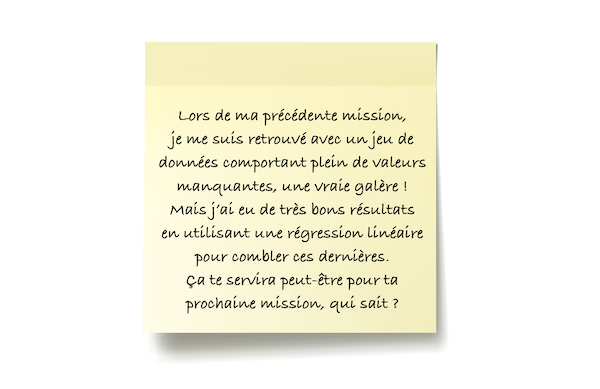 Lors de ma précédente mission,
je me suis retrouvé avec un jeu de
données comportant plein de valeurs
manquantes, une vraie galère !
Mais j'ai eu de très bons résultats
en utilisant une régression linéaire
pour combler ces dernières.
Ça te servira peut-être pour ta
prochaine mission, qui sait ?